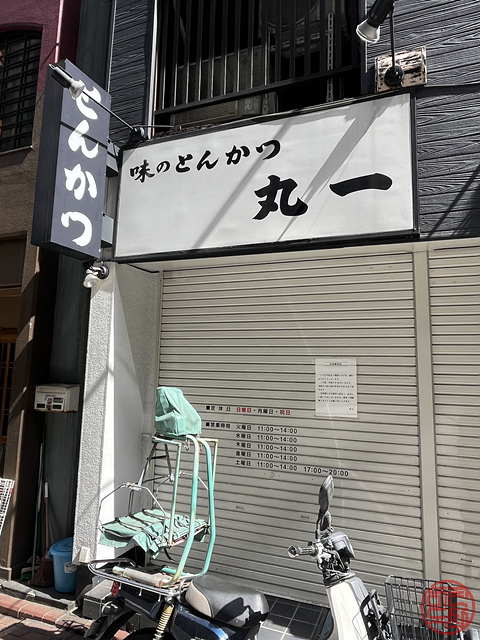 とんかつ
味のとんかつ
丸一
■定休日 日曜日・月曜日・祝日
■営業時間 火曜日 11:00〜14:00
水曜日 11:00〜14:00
木曜日 11:00〜14:00
金曜日 11:00〜14:00
土曜日 11:00〜14:00 17:00〜20:00